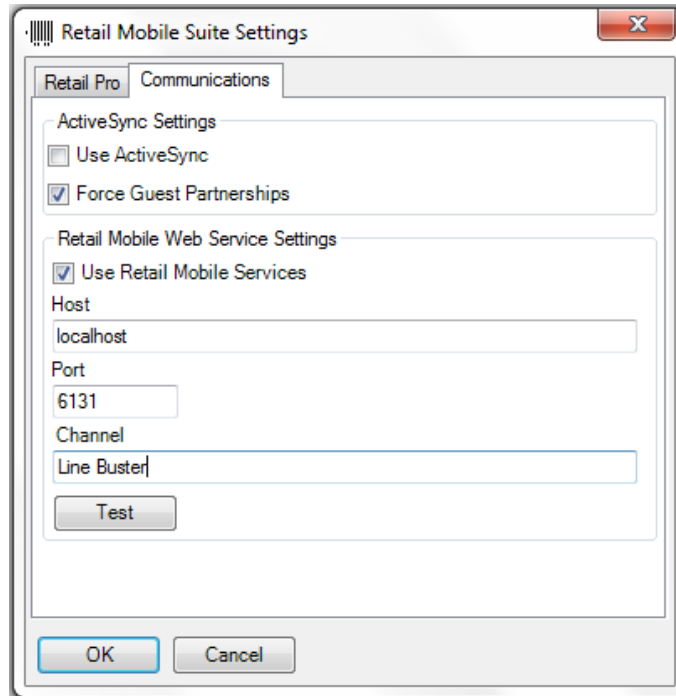 Retail Mobile Suite Settings
Retail Pro
Communications
ActiveSync Settings
Use ActiveSync
Force Guest Partnerships
Retail Mobile Web Service Settings
Use Retail Mobile Services
Host
localhost
Port
6131
Channel
Line Buster
Test
OK
Cancel